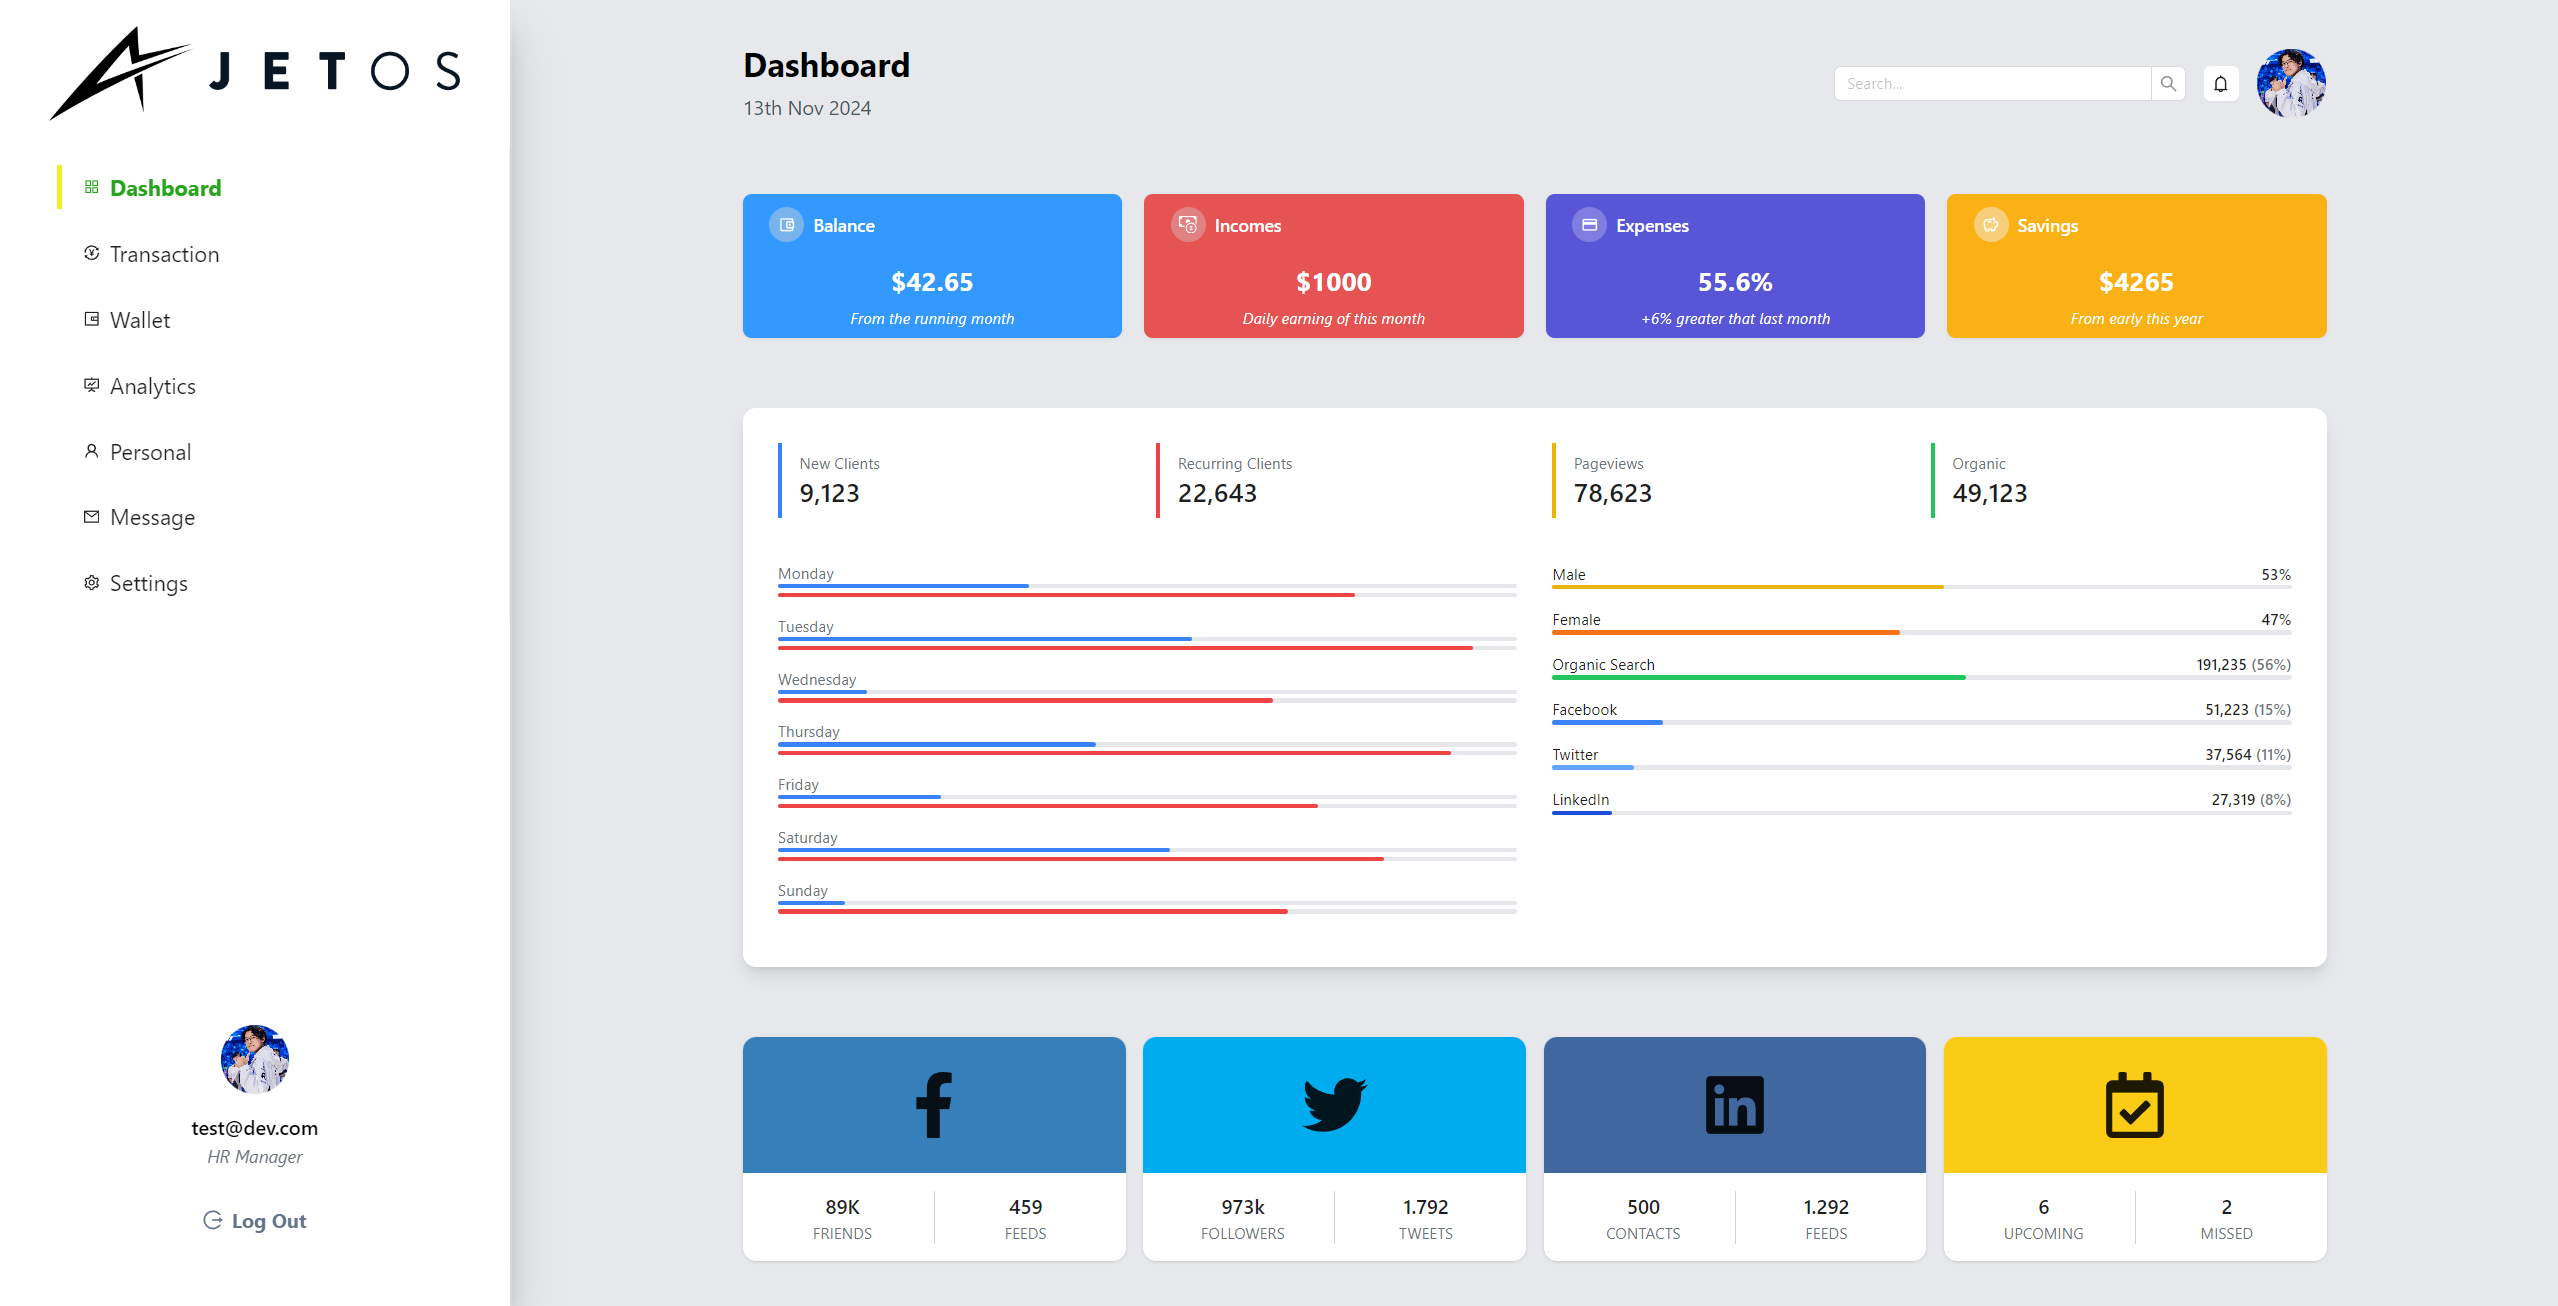 JETOS
Dashboard
Transaction
Wallet
Analytics
Personal
Message
Settings
test@dev.com
HR Manager
Log Out
Dashboard
13th Nov 2024
Search...
Balance
$42.65
From the running month
Incomes
$1000
Daily earning of this month
Expenses
55.6%
+6% greater that last month
Savings
$4265
From early this year
New Clients
9,123
Recurring Clients
22,643
Pageviews
78,623
Organic
49,123
Monday
Tuesday
Wednesday
Thursday
Friday
Saturday
Sunday
Male 53%
Female 47%
Organic Search 191,235 (56%)
Facebook 51,223 (15%)
Twitter 37,564 (11%)
LinkedIn 27,319 (8%)
89K
FRIENDS
459
FEEDS
973k
FOLLOWERS
1.792
TWEETS
in
500
CONTACTS
1.292
FEEDS
6
UPCOMING
2
MISSED